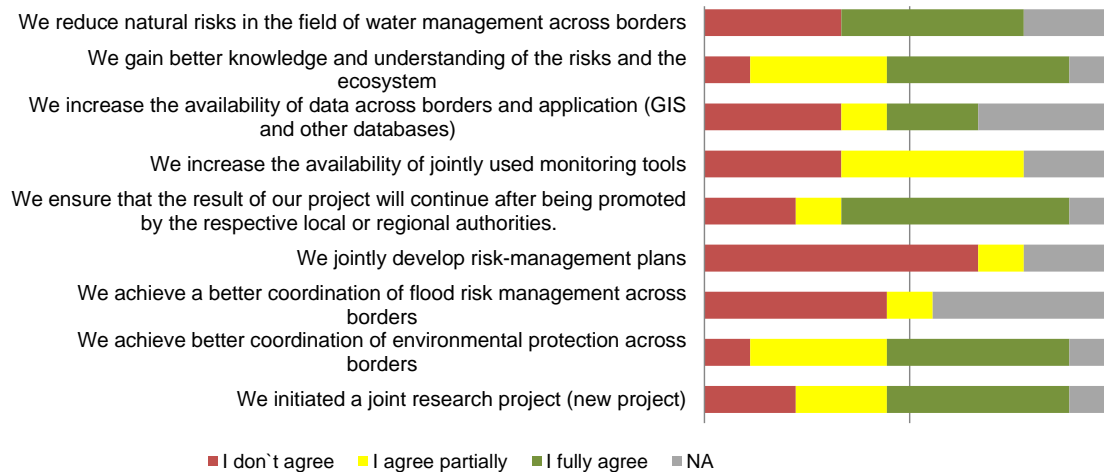 We reduce natural risks in the field of water management across borders
We gain better knowledge and understanding of the risks and the
ecosystem
We increase the availability of data across borders and application (GIS
and other databases)
We increase the availability of jointly used monitoring tools
We ensure that the result of our project will continue after being promoted
by the respective local or regional authorities.
We jointly develop risk-management plans
We achieve a better coordination of flood risk management across
borders
We achieve better coordination of environmental protection across
borders
We initiated a joint research project (new project)
I don`t agree I agree partially I fully agree NA